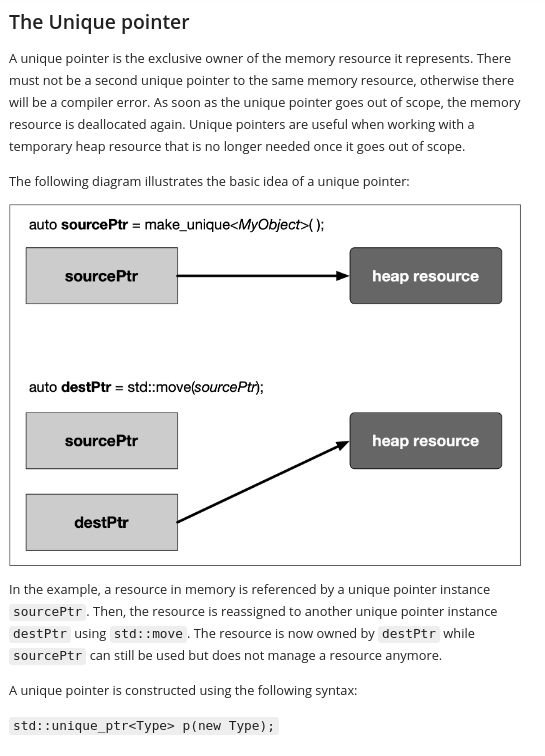 The Unique pointer
A unique pointer is the exclusive owner of the memory resource it represents. There
must not be a second unique pointer to the same memory resource, otherwise there
will be a compiler error. As soon as the unique pointer goes out of scope, the memory
resource is deallocated again. Unique pointers are useful when working with a
temporary heap resource that is no longer needed once it goes out of scope.
The following diagram illustrates the basic idea of a unique pointer:
auto sourcePtr = make_unique<MyObject>( );
sourcePtr
heap resource
auto destPtr = std::move(sourcePtr);
sourcePtr
heap resource
destPtr
In the example, a resource in memory is referenced by a unique pointer instance
sourcePtr . Then, the resource is reassigned to another unique pointer instance
destPtr using std::move . The resource is now owned by destPtr while
sourcePtr can still be used but does not manage a resource anymore.
A unique pointer is constructed using the following syntax:
std::unique_ptr<Type> p(new Type);